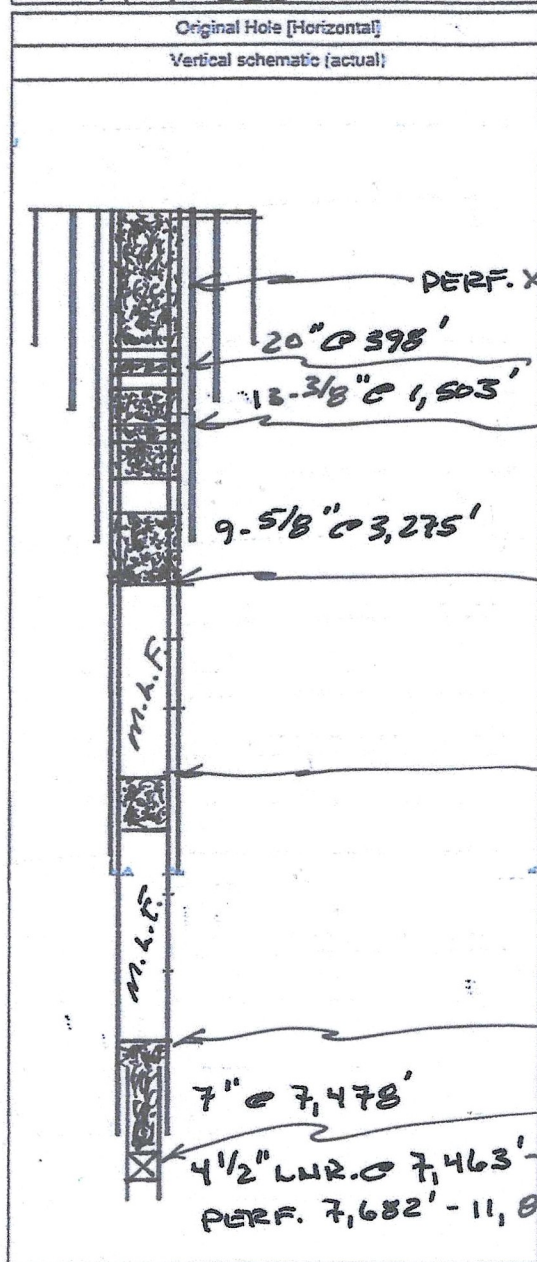 Original Hole [Horizontal]
Vertical schematic (actual)
PERF. X
20" @ 398'
13-3/8" @ 1,503'
9-5/8" @ 3,275'
M.L.F.
M.L.F.
7" @ 7,478'
4 1/2" LNR. @ 7,463'-
PERF. 7,682' - 11, 8